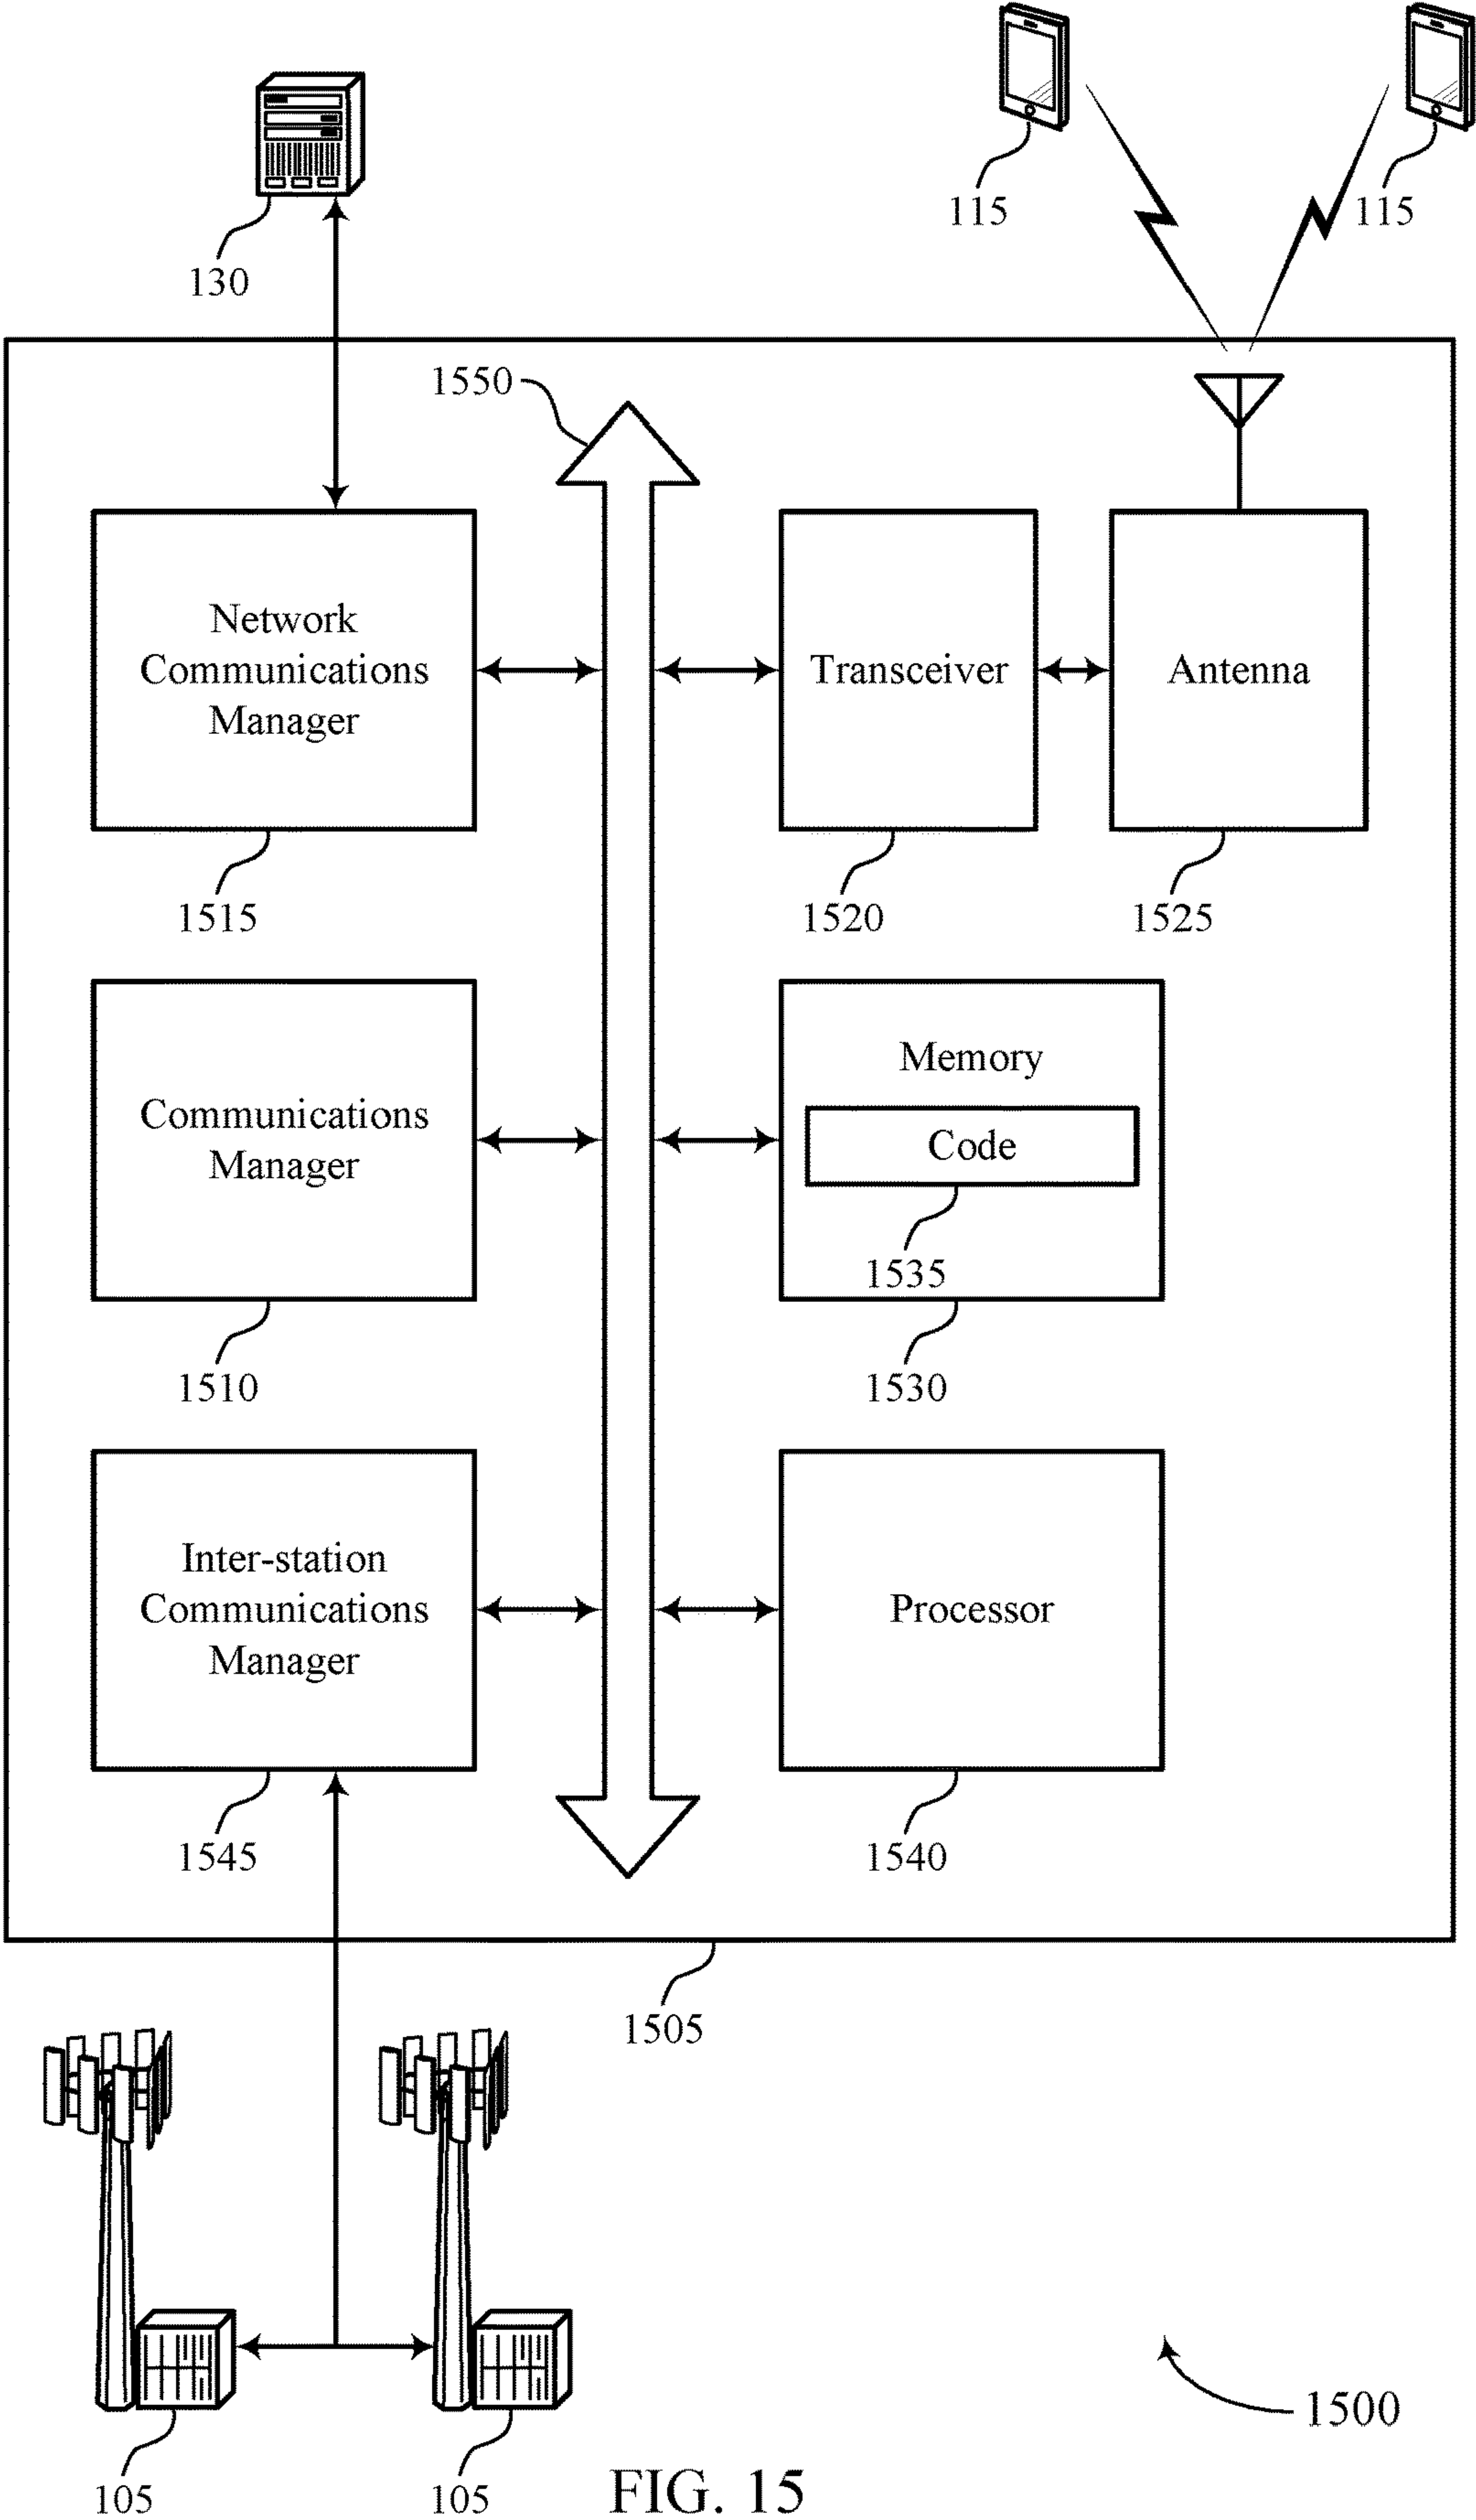 115
115
130
1550
Network
Communications
Manager
Transceiver
Antenna
1515
1520
1525
Communications
Manager
Memory
Code
1535
1510
1530
Inter-station
Communications
Manager
Processor
1545
1540
1505
1500
105
105
FIG. 15